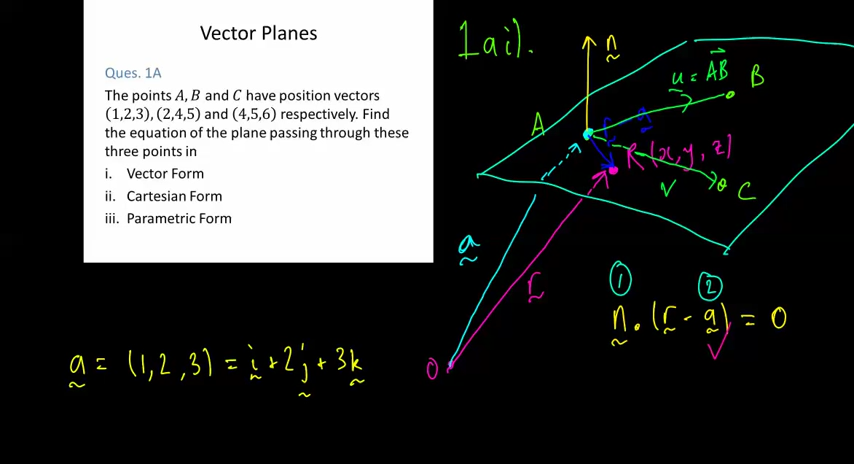 Vector Planes
Ques. 1A
The points A, B and C have position vectors
(1,2,3), (2,4,5) and (4,5,6) respectively. Find
the equation of the plane passing through these
three points in
i. Vector Form
ii. Cartesian Form
iii. Parametric Form
1ai).
n
u = AB
B
A
r - a
R(x, y, z)
v
C
a
r
O
① ②
n . (r - a) = 0
a = (1, 2, 3) = i + 2j + 3k